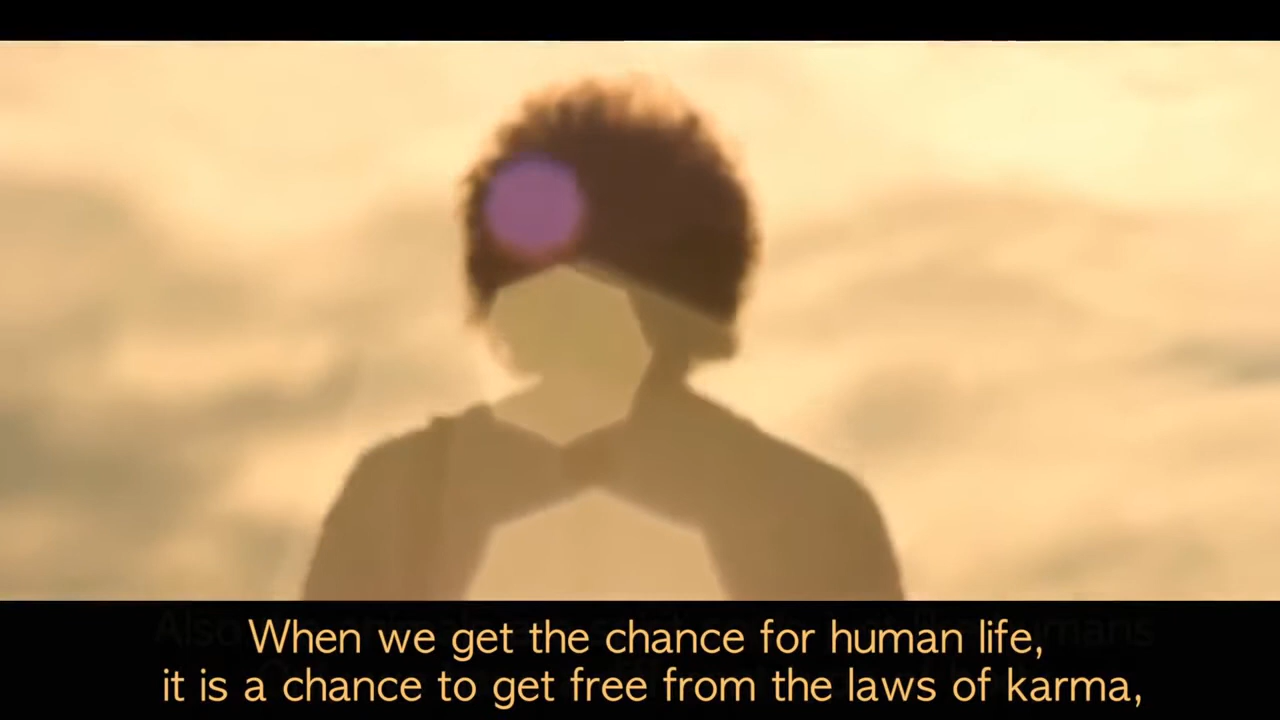 When we get the chance for human life,
it is a chance to get free from the laws of karma,